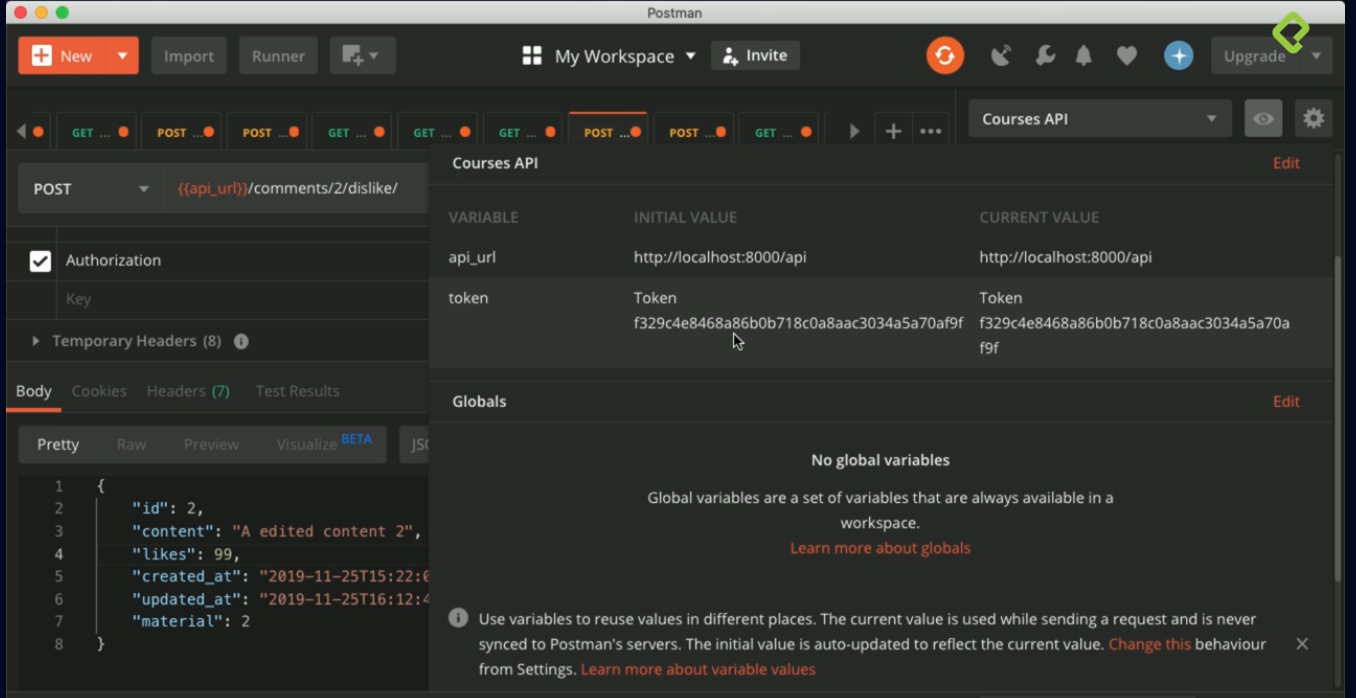 Postman
New
Import
Runner
My Workspace
Invite
Upgrade
GET ...
POST ...
POST ...
GET ...
GET ...
GET ...
POST ...
POST ...
GET ...
Courses API
POST
{{api_url}}/comments/2/dislike/
Authorization
Key
Temporary Headers (8)
Body Cookies Headers (7) Test Results
Pretty Raw Preview Visualize BETA
1 {
2 "id": 2,
3 "content": "A edited content 2",
4 "likes": 99,
5 "created_at": "2019-11-25T15:22:
6 "updated_at": "2019-11-25T16:12:
7 "material": 2
8 }
Courses API Edit
VARIABLE INITIAL VALUE CURRENT VALUE
api_url http://localhost:8000/api http://localhost:8000/api
token Token Token
f329c4e8468a86b0b718c0a8aac3034a5a70af9f f329c4e8468a86b0b718c0a8aac3034a5a70a
f9f
Globals Edit
No global variables
Global variables are a set of variables that are always available in a
workspace.
Learn more about globals
Use variables to reuse values in different places. The current value is used while sending a request and is never
synced to Postman's servers. The initial value is auto-updated to reflect the current value. Change this behaviour
from Settings. Learn more about variable values